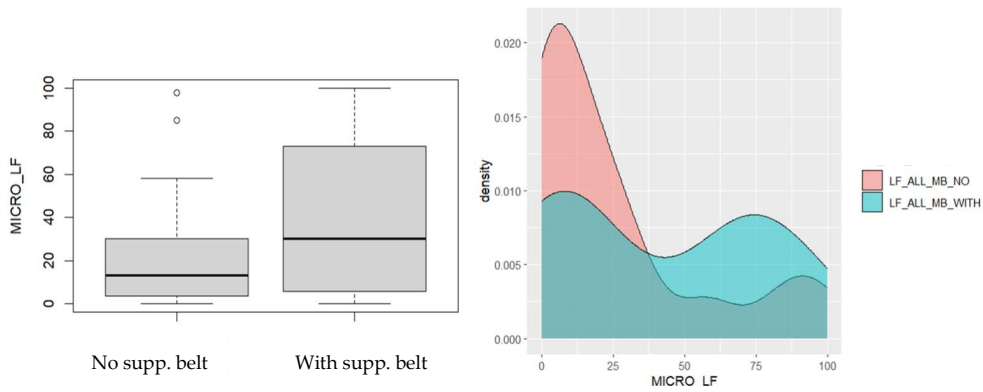 MICRO_LF
100
80
60
40
20
0
No supp. belt
With supp. belt
density
0.020
0.015
0.010
0.005
0.000
0
25
50
75
100
MICRO_LF
LF_ALL_MB_NO
LF_ALL_MB_WITH